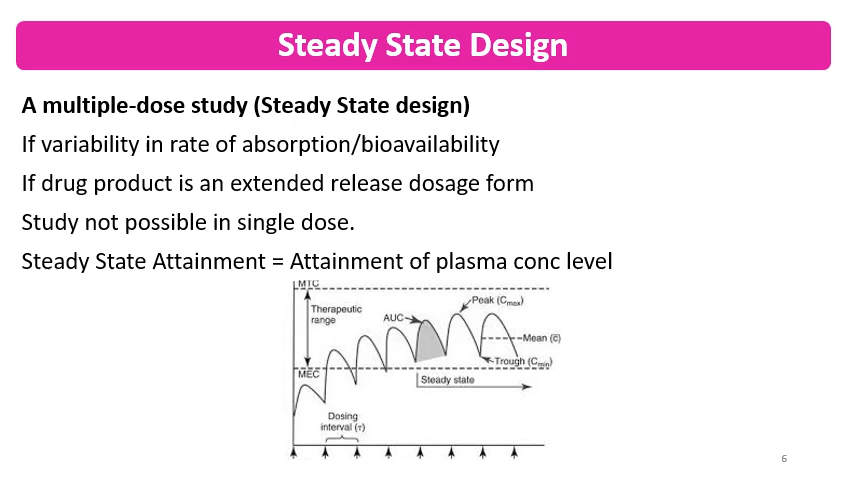 Steady State Design
A multiple-dose study (Steady State design)
If variability in rate of absorption/bioavailability
If drug product is an extended release dosage form
Study not possible in single dose.
Steady State Attainment = Attainment of plasma conc level
MTC
Peak (Cmax)
Therapeutic
range
AUC
Mean (c̄)
Trough (Cmin)
MEC
Steady state
Dosing
interval (τ)
6